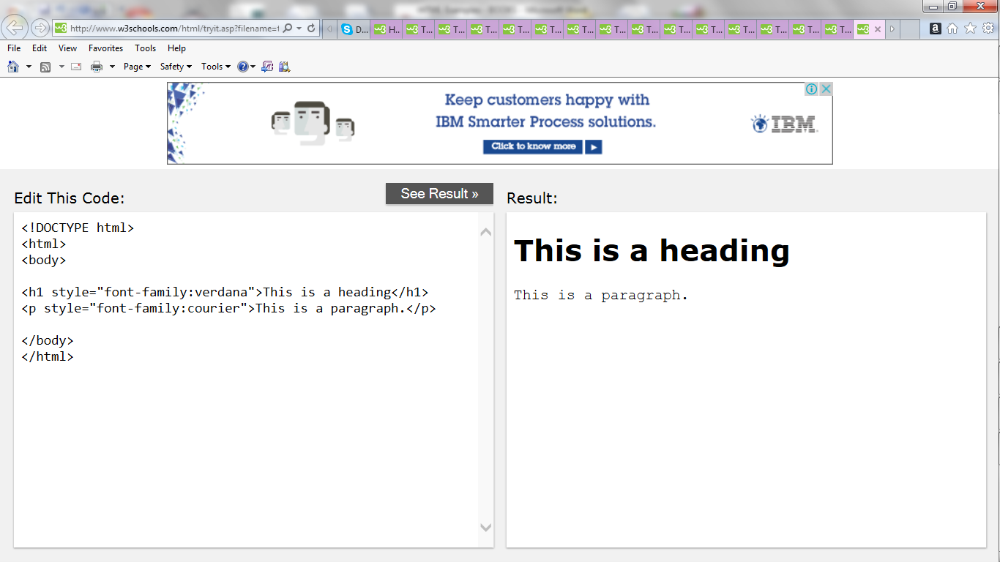 http://www.w3schools.com/html/tryit.asp?filename=t
D... H... T... T... T... T... T... T... T... T... T... T... T... T... T... T...
File Edit View Favorites Tools Help
Page Safety Tools
Keep customers happy with
IBM Smarter Process solutions.
Click to know more
IBM
Edit This Code:
See Result »
Result:
<!DOCTYPE html>
<html>
<body>
<h1 style="font-family:verdana">This is a heading</h1>
<p style="font-family:courier">This is a paragraph.</p>
</body>
</html>
This is a heading
This is a paragraph.